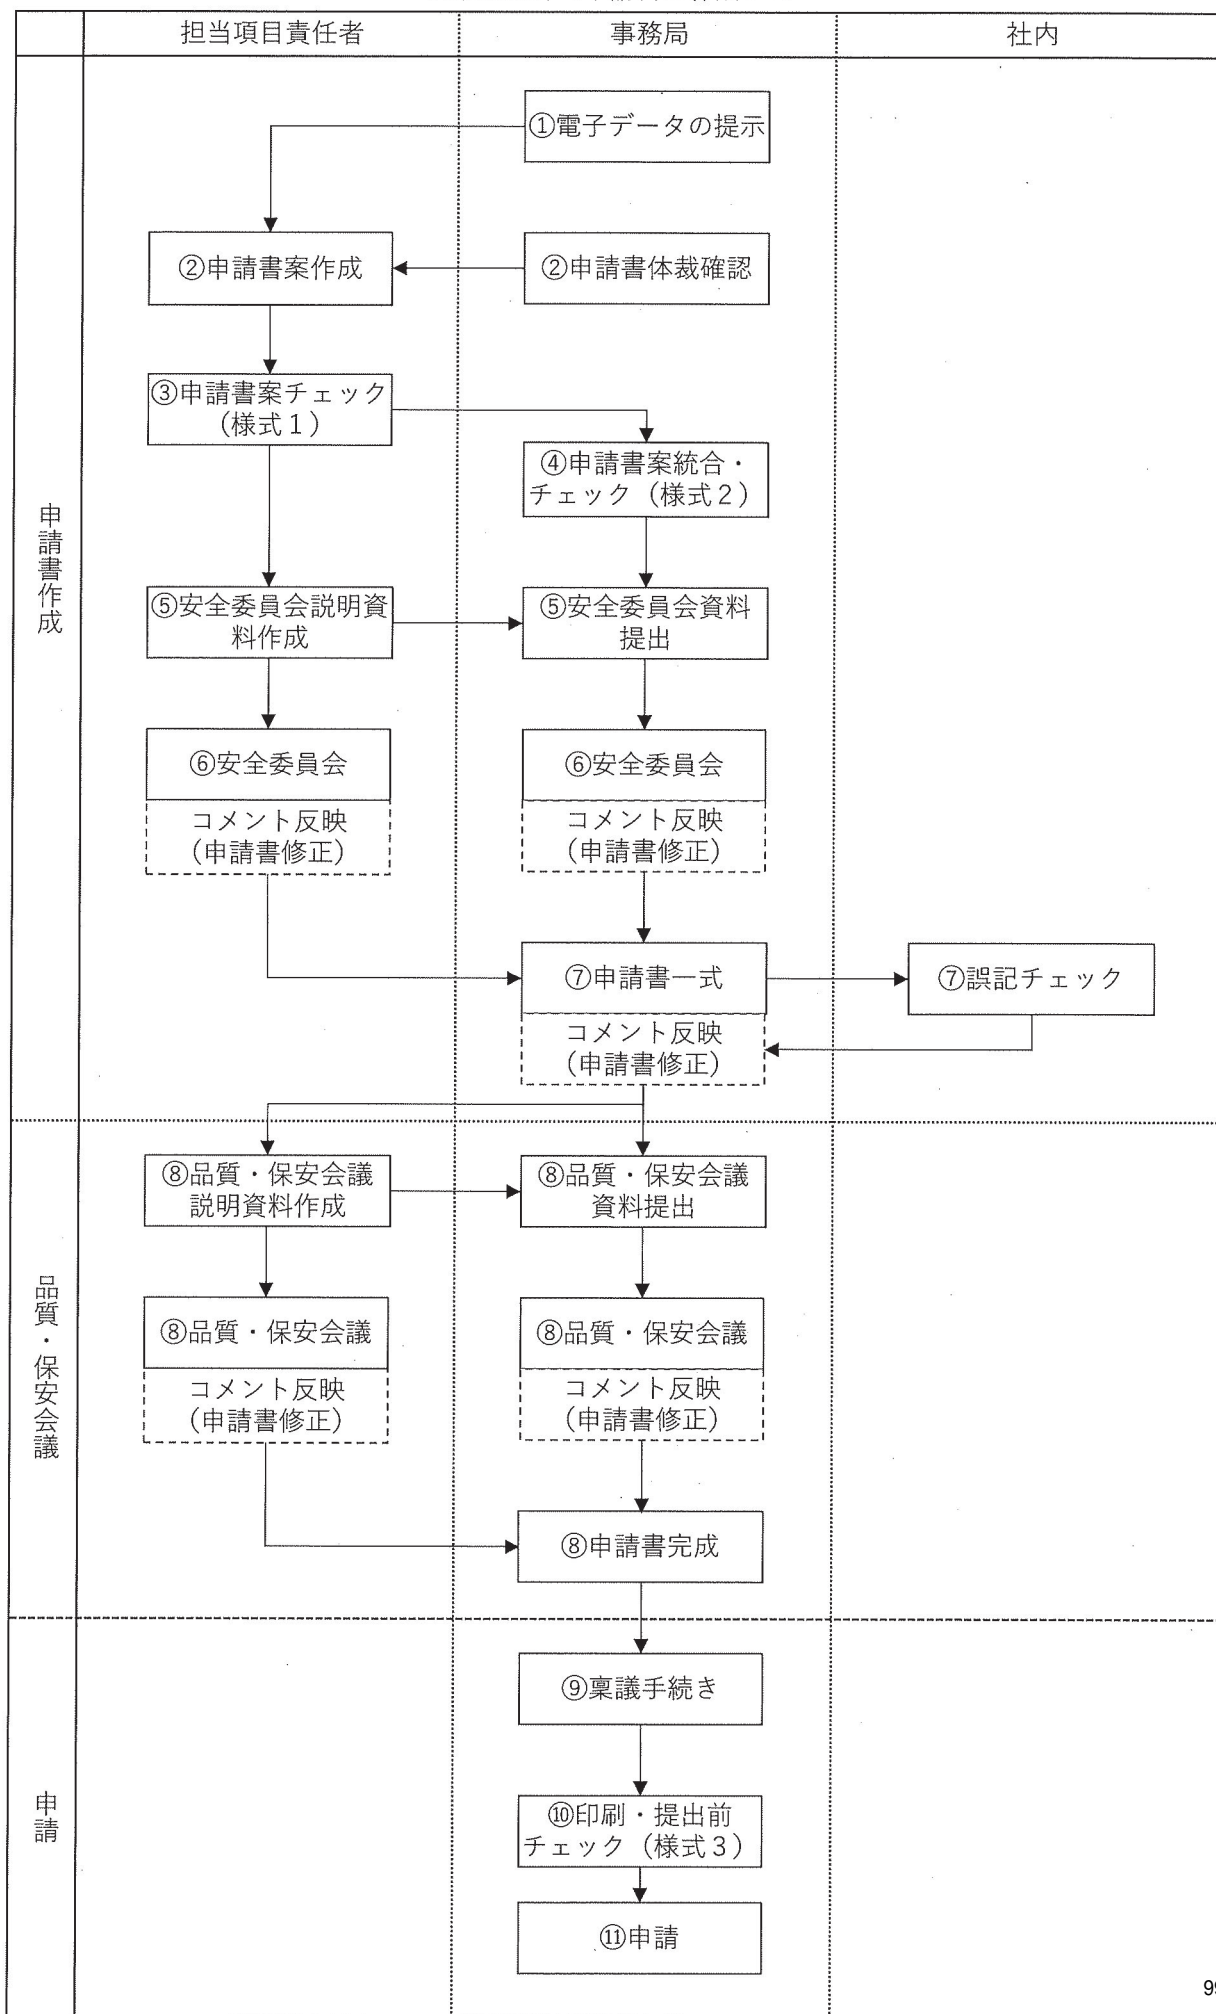 担当項目責任者
事務局
社内
①電子データの提示
②申請書案作成
②申請書体裁確認
③申請書案チェック
(様式1)
④申請書案統合・
チェック(様式2)
申請書作成
⑤安全委員会説明資
料作成
⑤安全委員会資料
提出
⑥安全委員会
コメント反映
(申請書修正)
⑥安全委員会
コメント反映
(申請書修正)
⑦申請書一式
コメント反映
(申請書修正)
⑦誤記チェック
品質・保安会議
⑧品質・保安会議
説明資料作成
⑧品質・保安会議
資料提出
⑧品質・保安会議
コメント反映
(申請書修正)
⑧品質・保安会議
コメント反映
(申請書修正)
⑧申請書完成
申請
⑨稟議手続き
⑩印刷・提出前
チェック(様式3)
⑪申請